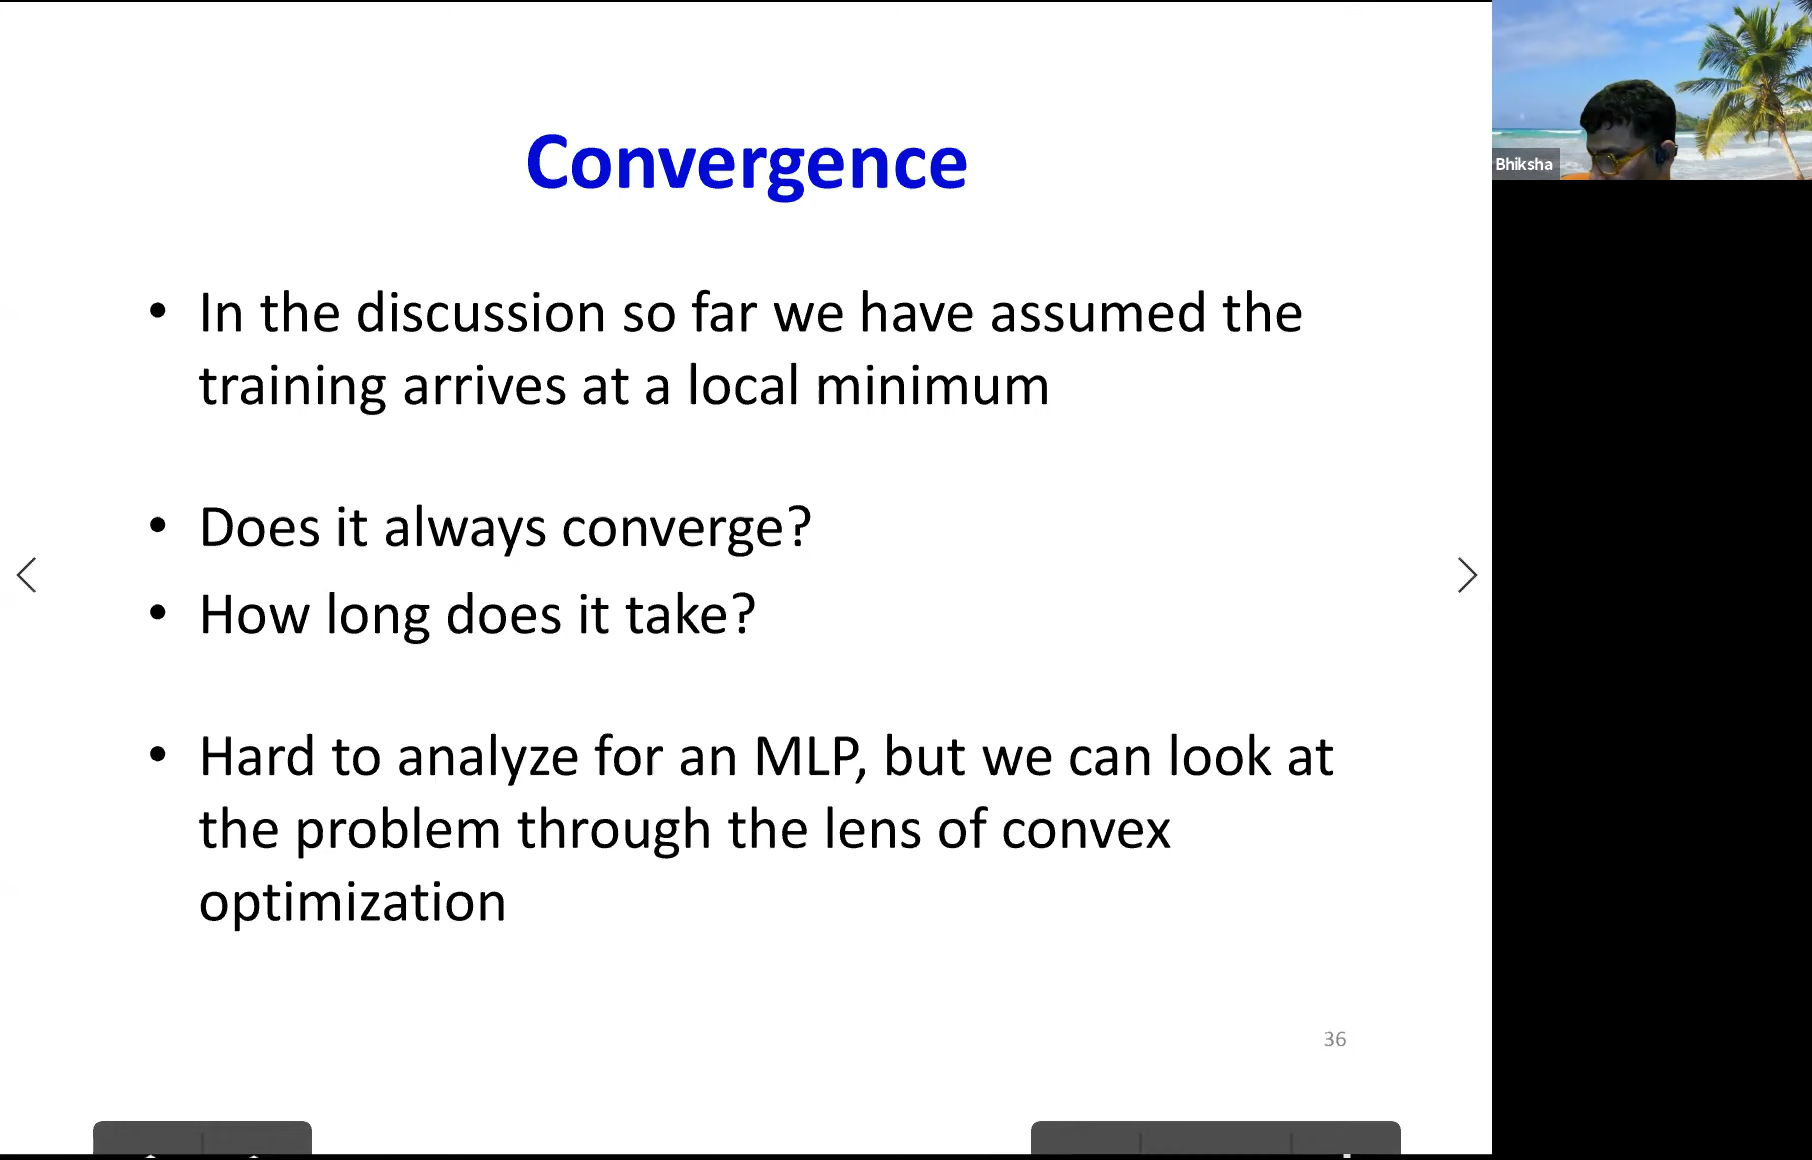 Convergence
• In the discussion so far we have assumed the
training arrives at a local minimum
• Does it always converge?
• How long does it take?
• Hard to analyze for an MLP, but we can look at
the problem through the lens of convex
optimization
36
Bhiksha